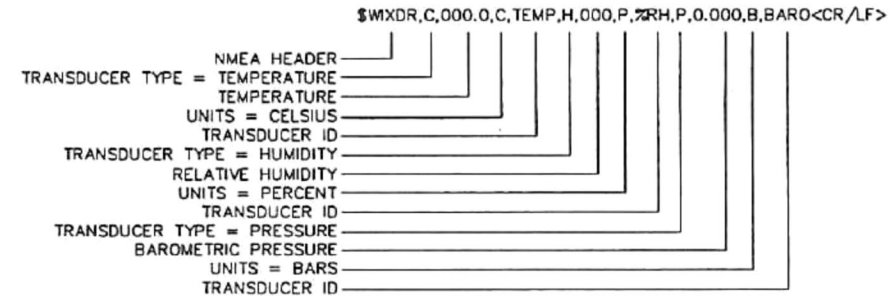 $WIXDR,C,000.0,C,TEMP,H,000,P,%RH,P,0.000,B,BARO<CR/LF>
NMEA HEADER
TRANSDUCER TYPE = TEMPERATURE
TEMPERATURE
UNITS = CELSIUS
TRANSDUCER ID
TRANSDUCER TYPE = HUMIDITY
RELATIVE HUMIDITY
UNITS = PERCENT
TRANSDUCER ID
TRANSDUCER TYPE = PRESSURE
BAROMETRIC PRESSURE
UNITS = BARS
TRANSDUCER ID